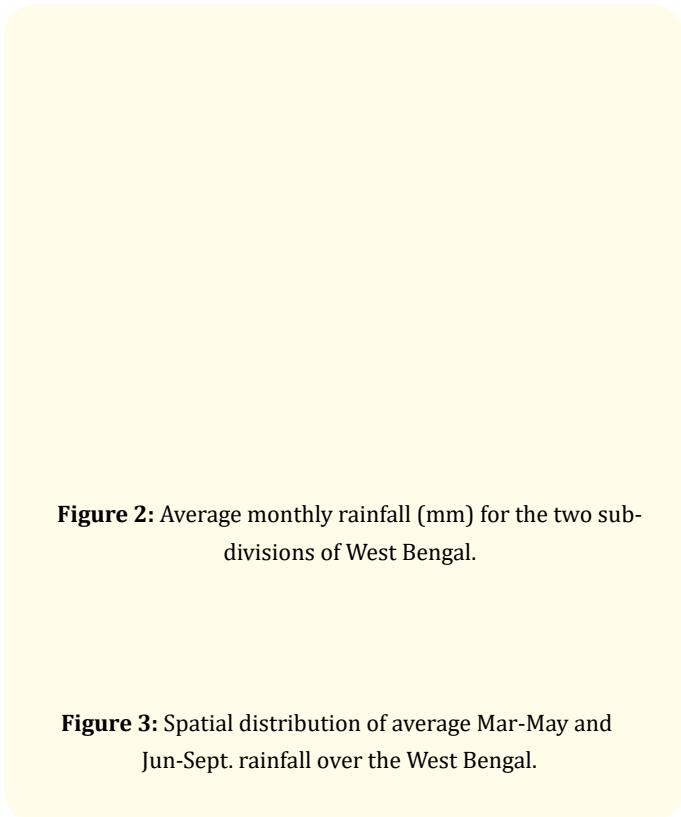 Figure 2: Average monthly rainfall (mm) for the two sub-
divisions of West Bengal.
Figure 3: Spatial distribution of average Mar-May and
Jun-Sept. rainfall over the West Bengal.